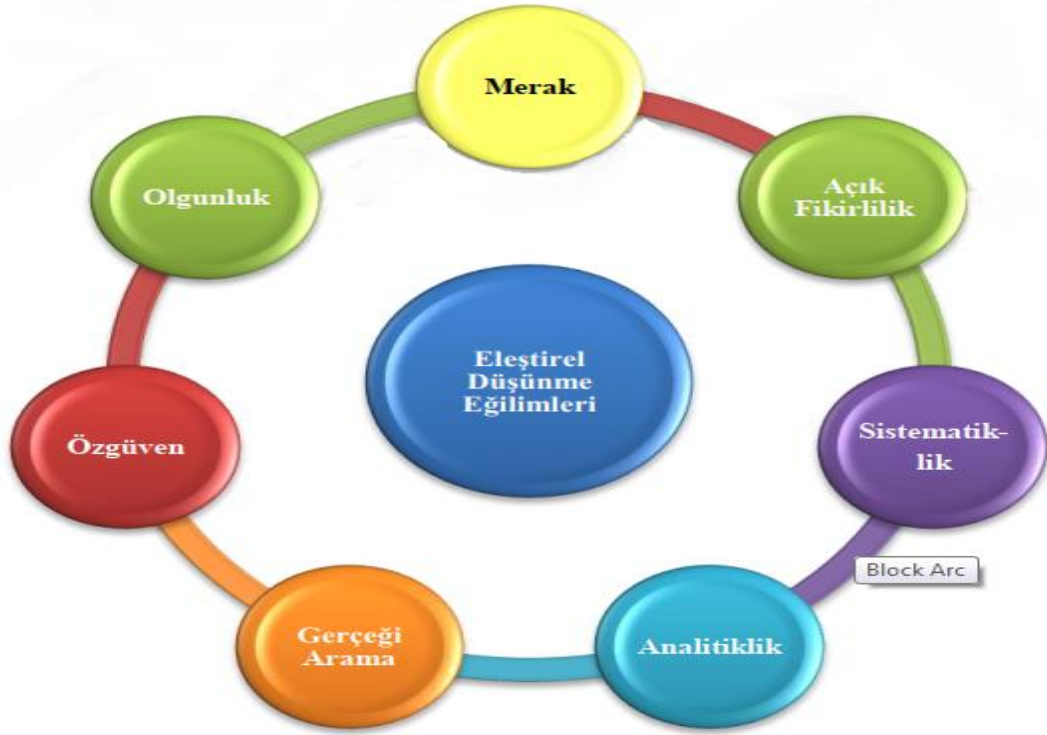 Merak
Açık
Fikirlilik
Sistematik-
lik
Analitiklik
Gerçeği
Arama
Özgüven
Olgunluk
Eleştirel
Düşünme
Eğilimleri
Block Arc